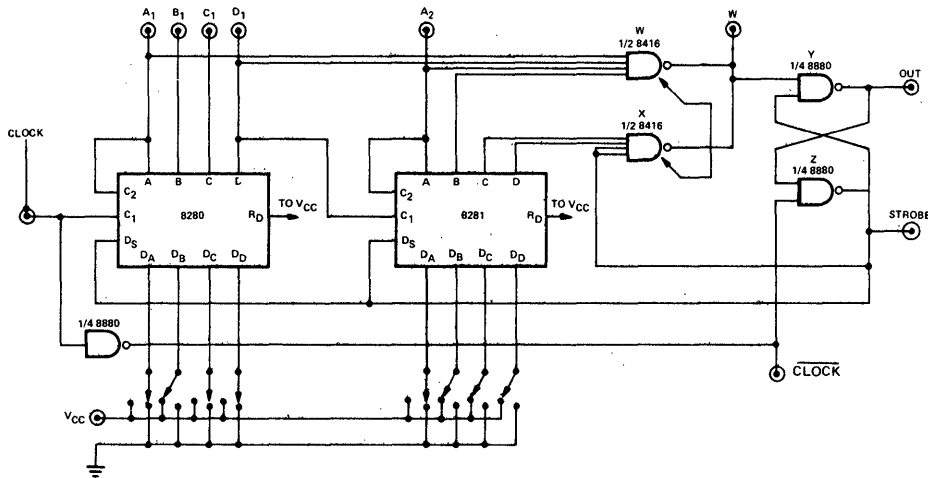 A1 B1 C1 D1 A2 W
W
1/2 8416
Y
1/4 8880
OUT
CLOCK
X
1/2 8416
Z
1/4 8880
A B C D
C2
C1
DS
8280
RD
TO VCC
DA DB DC DD
A B C D
C2
C1
DS
8281
RD
TO VCC
DA DB DC DD
STROBE
1/4 8880
CLOCK
VCC